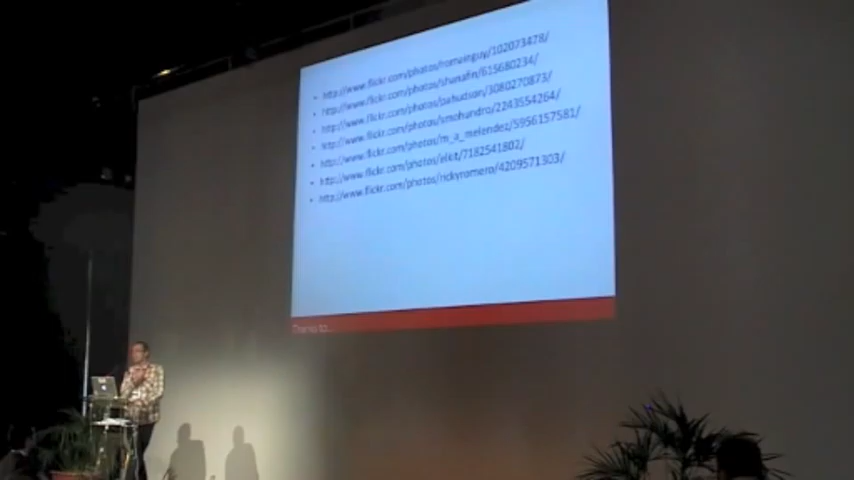 • http://www.flickr.com/photos/romainguy/102073478/
• http://www.flickr.com/photos/shanafin/615680234/
• http://www.flickr.com/photos/pahudson/3080270873/
• http://www.flickr.com/photos/smohundro/2243554264/
• http://www.flickr.com/photos/m_a_melendez/5956157581/
• http://www.flickr.com/photos/elkit/7182541802/
• http://www.flickr.com/photos/rickyromero/4209571303/
Thanks to...